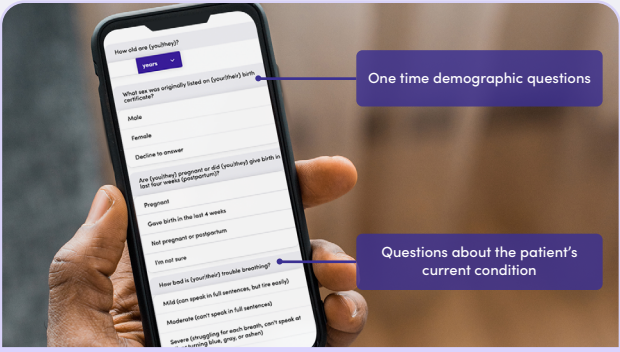 How old are (you/they)?
years
What sex was originally listed on (your/their) birth
certificate?
Male
Female
Decline to answer
Are (you/they) pregnant or did (you/they) give birth in
last four weeks (postpartum)?
Pregnant
Gave birth in the last 4 weeks
Not pregnant or postpartum
I'm not sure
How bad is (your/their) trouble breathing?
Mild (can speak in full sentences, but tire easily)
Moderate (can't speak in full sentences)
Severe (struggling for each breath, can't speak at
turning blue, gray, or ashen)
One time demographic questions
Questions about the patient's
current condition